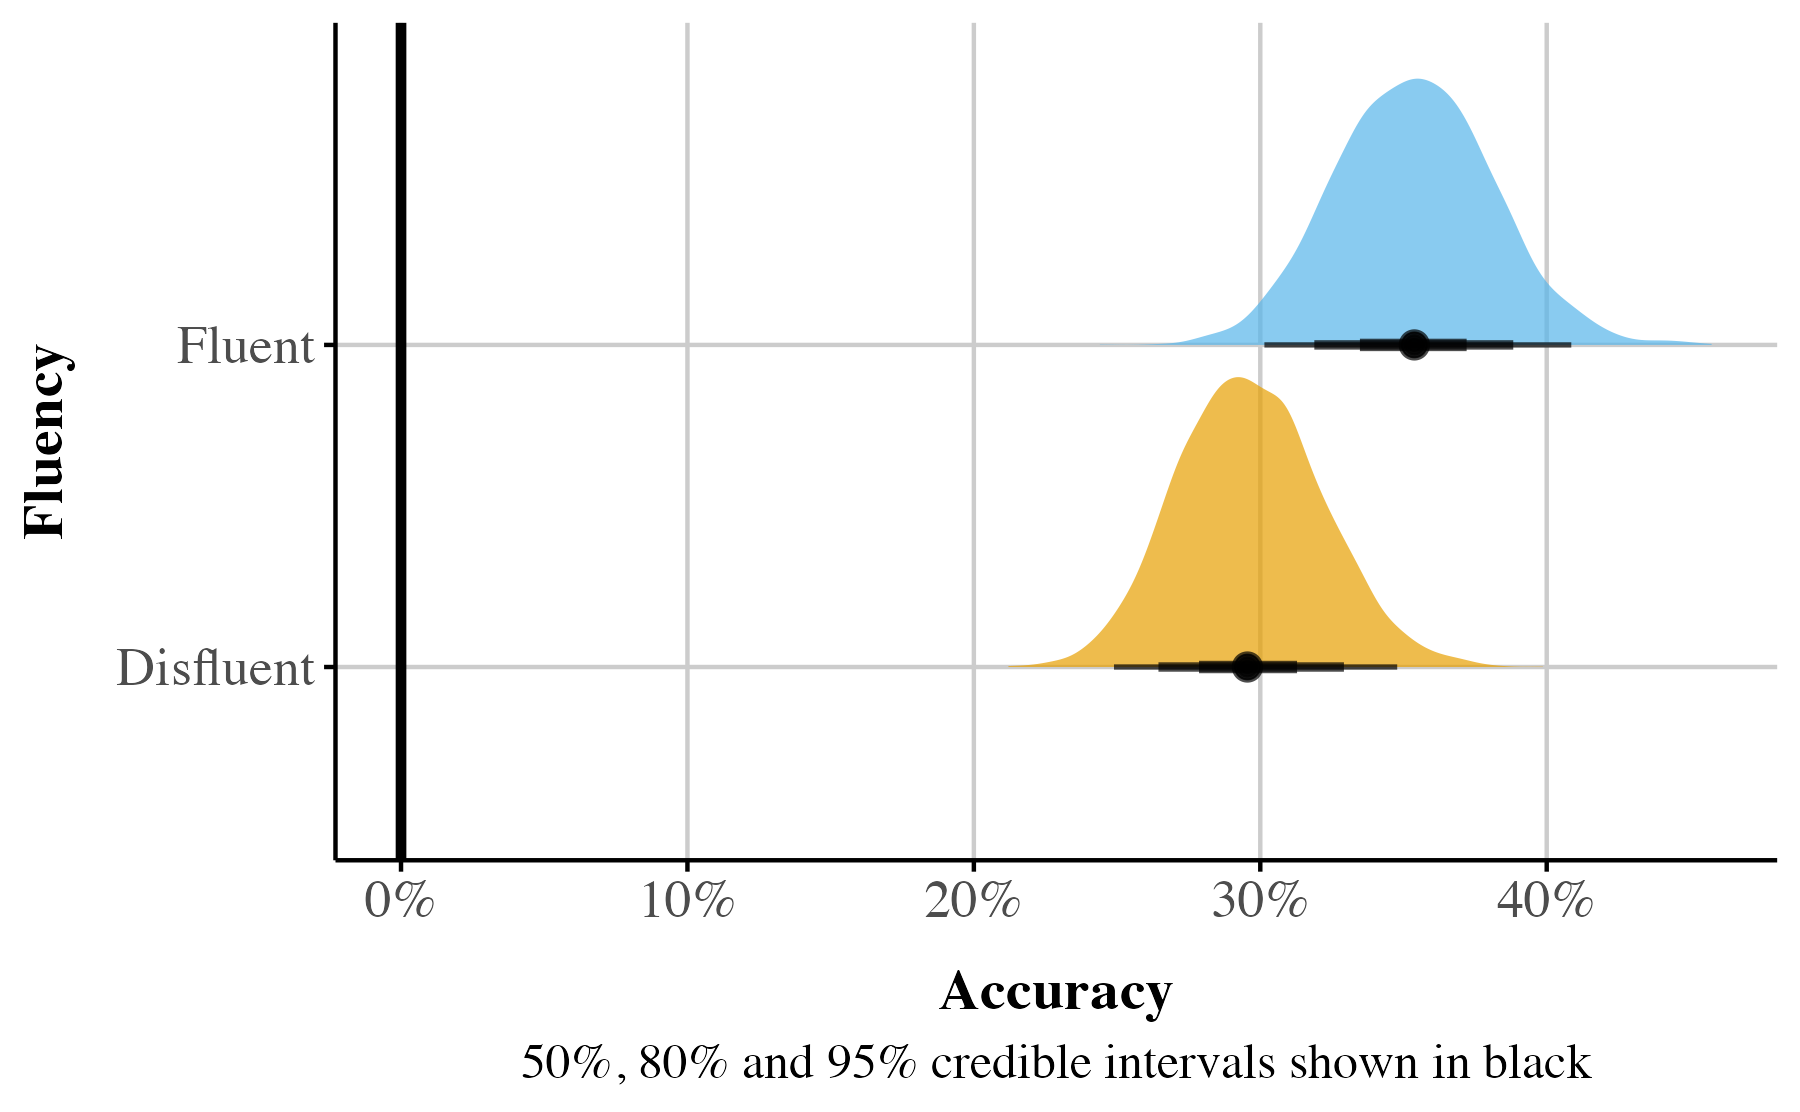 Fluency
Fluent
Disfluent
0% 10% 20% 30% 40%
Accuracy
50%, 80% and 95% credible intervals shown in black